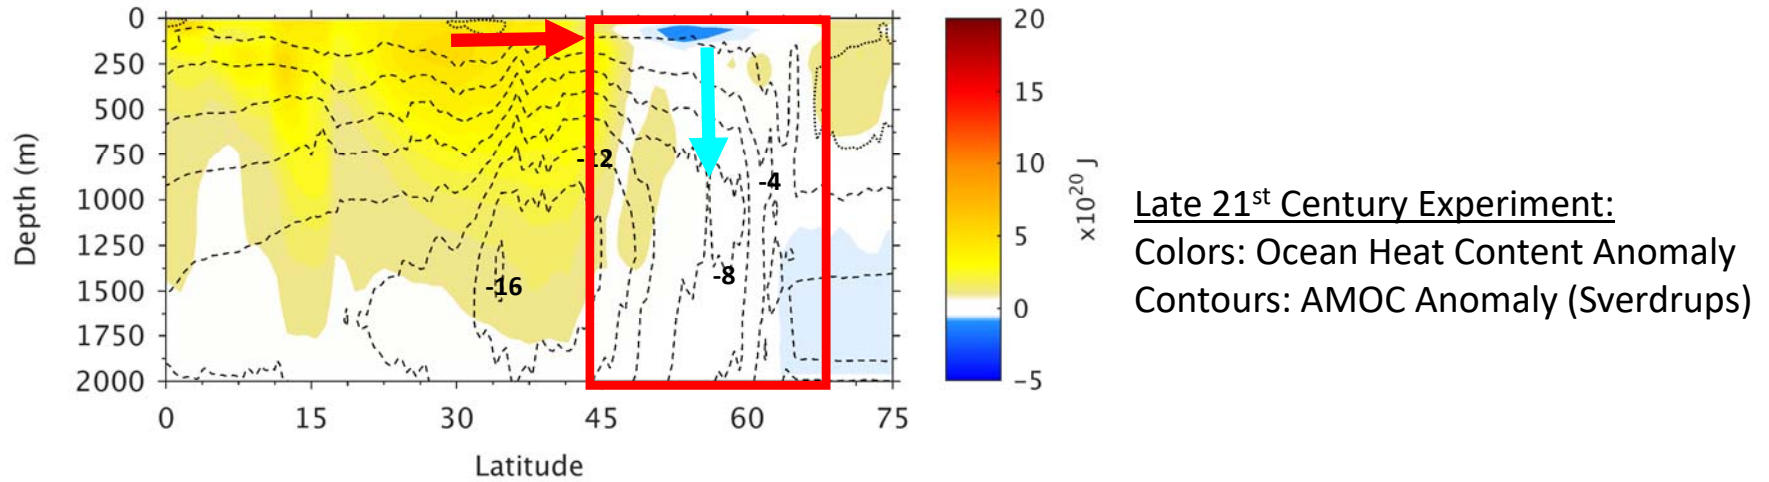 0
250
500
750
1000
1250
1500
1750
2000
Depth (m)
0 15 30 45 60 75
Latitude
-12
-4
-8
-16
20
15
10
5
0
−5
x10²⁰ J
Late 21ˢᵗ Century Experiment:
Colors: Ocean Heat Content Anomaly
Contours: AMOC Anomaly (Sverdrups)